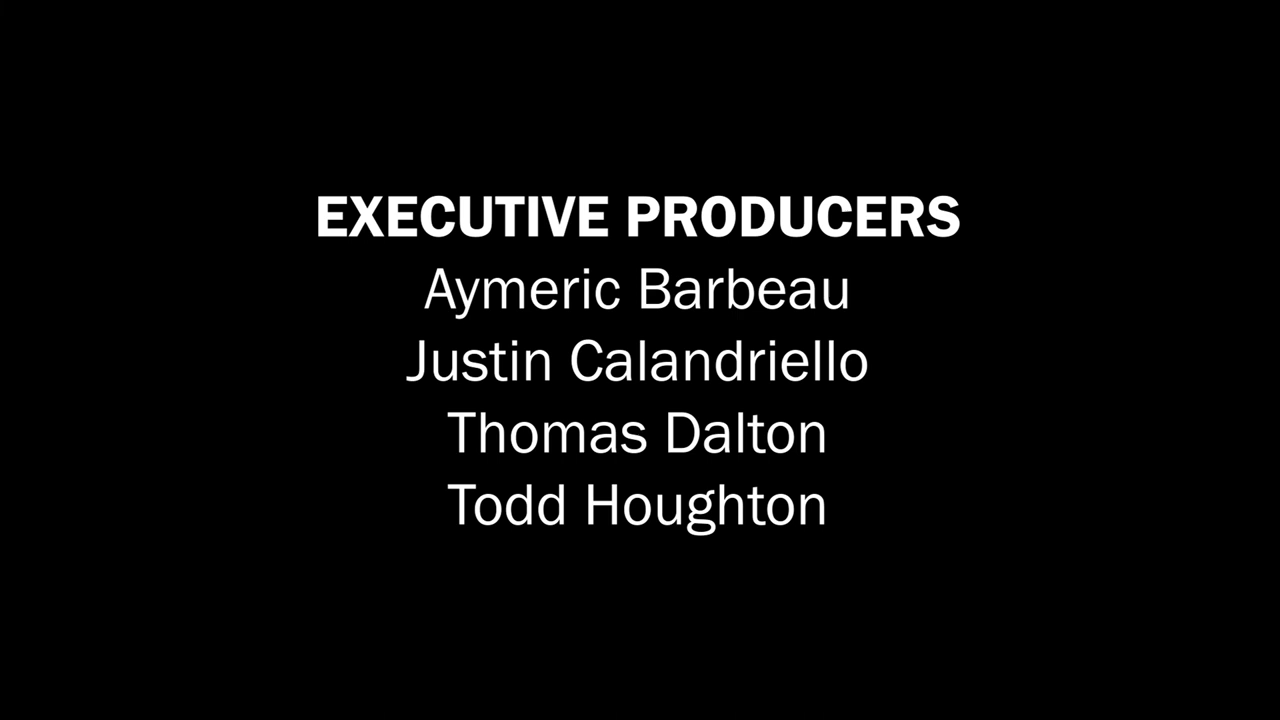 EXECUTIVE PRODUCERS
Aymeric Barbeau
Justin Calandriello
Thomas Dalton
Todd Houghton